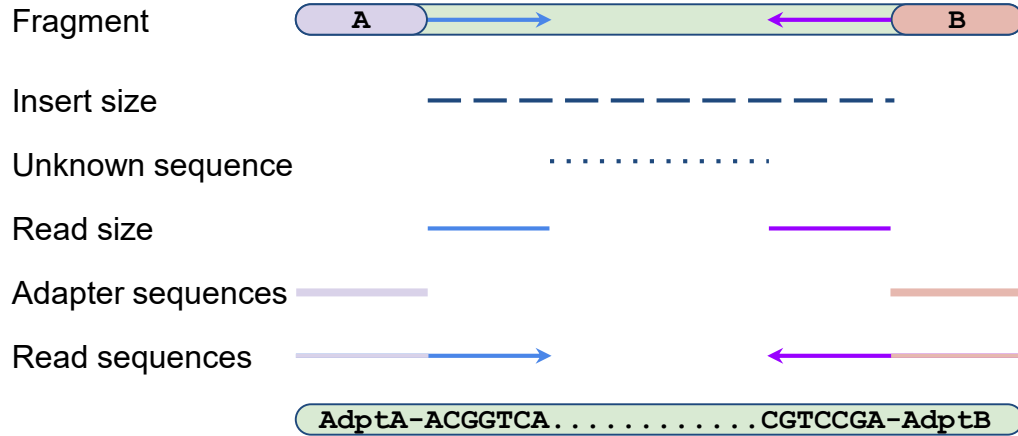 Fragment A B
Insert size
Unknown sequence
Read size
Adapter sequences
Read sequences
AdptA-ACGGTCA............CGTCCGA-AdptB